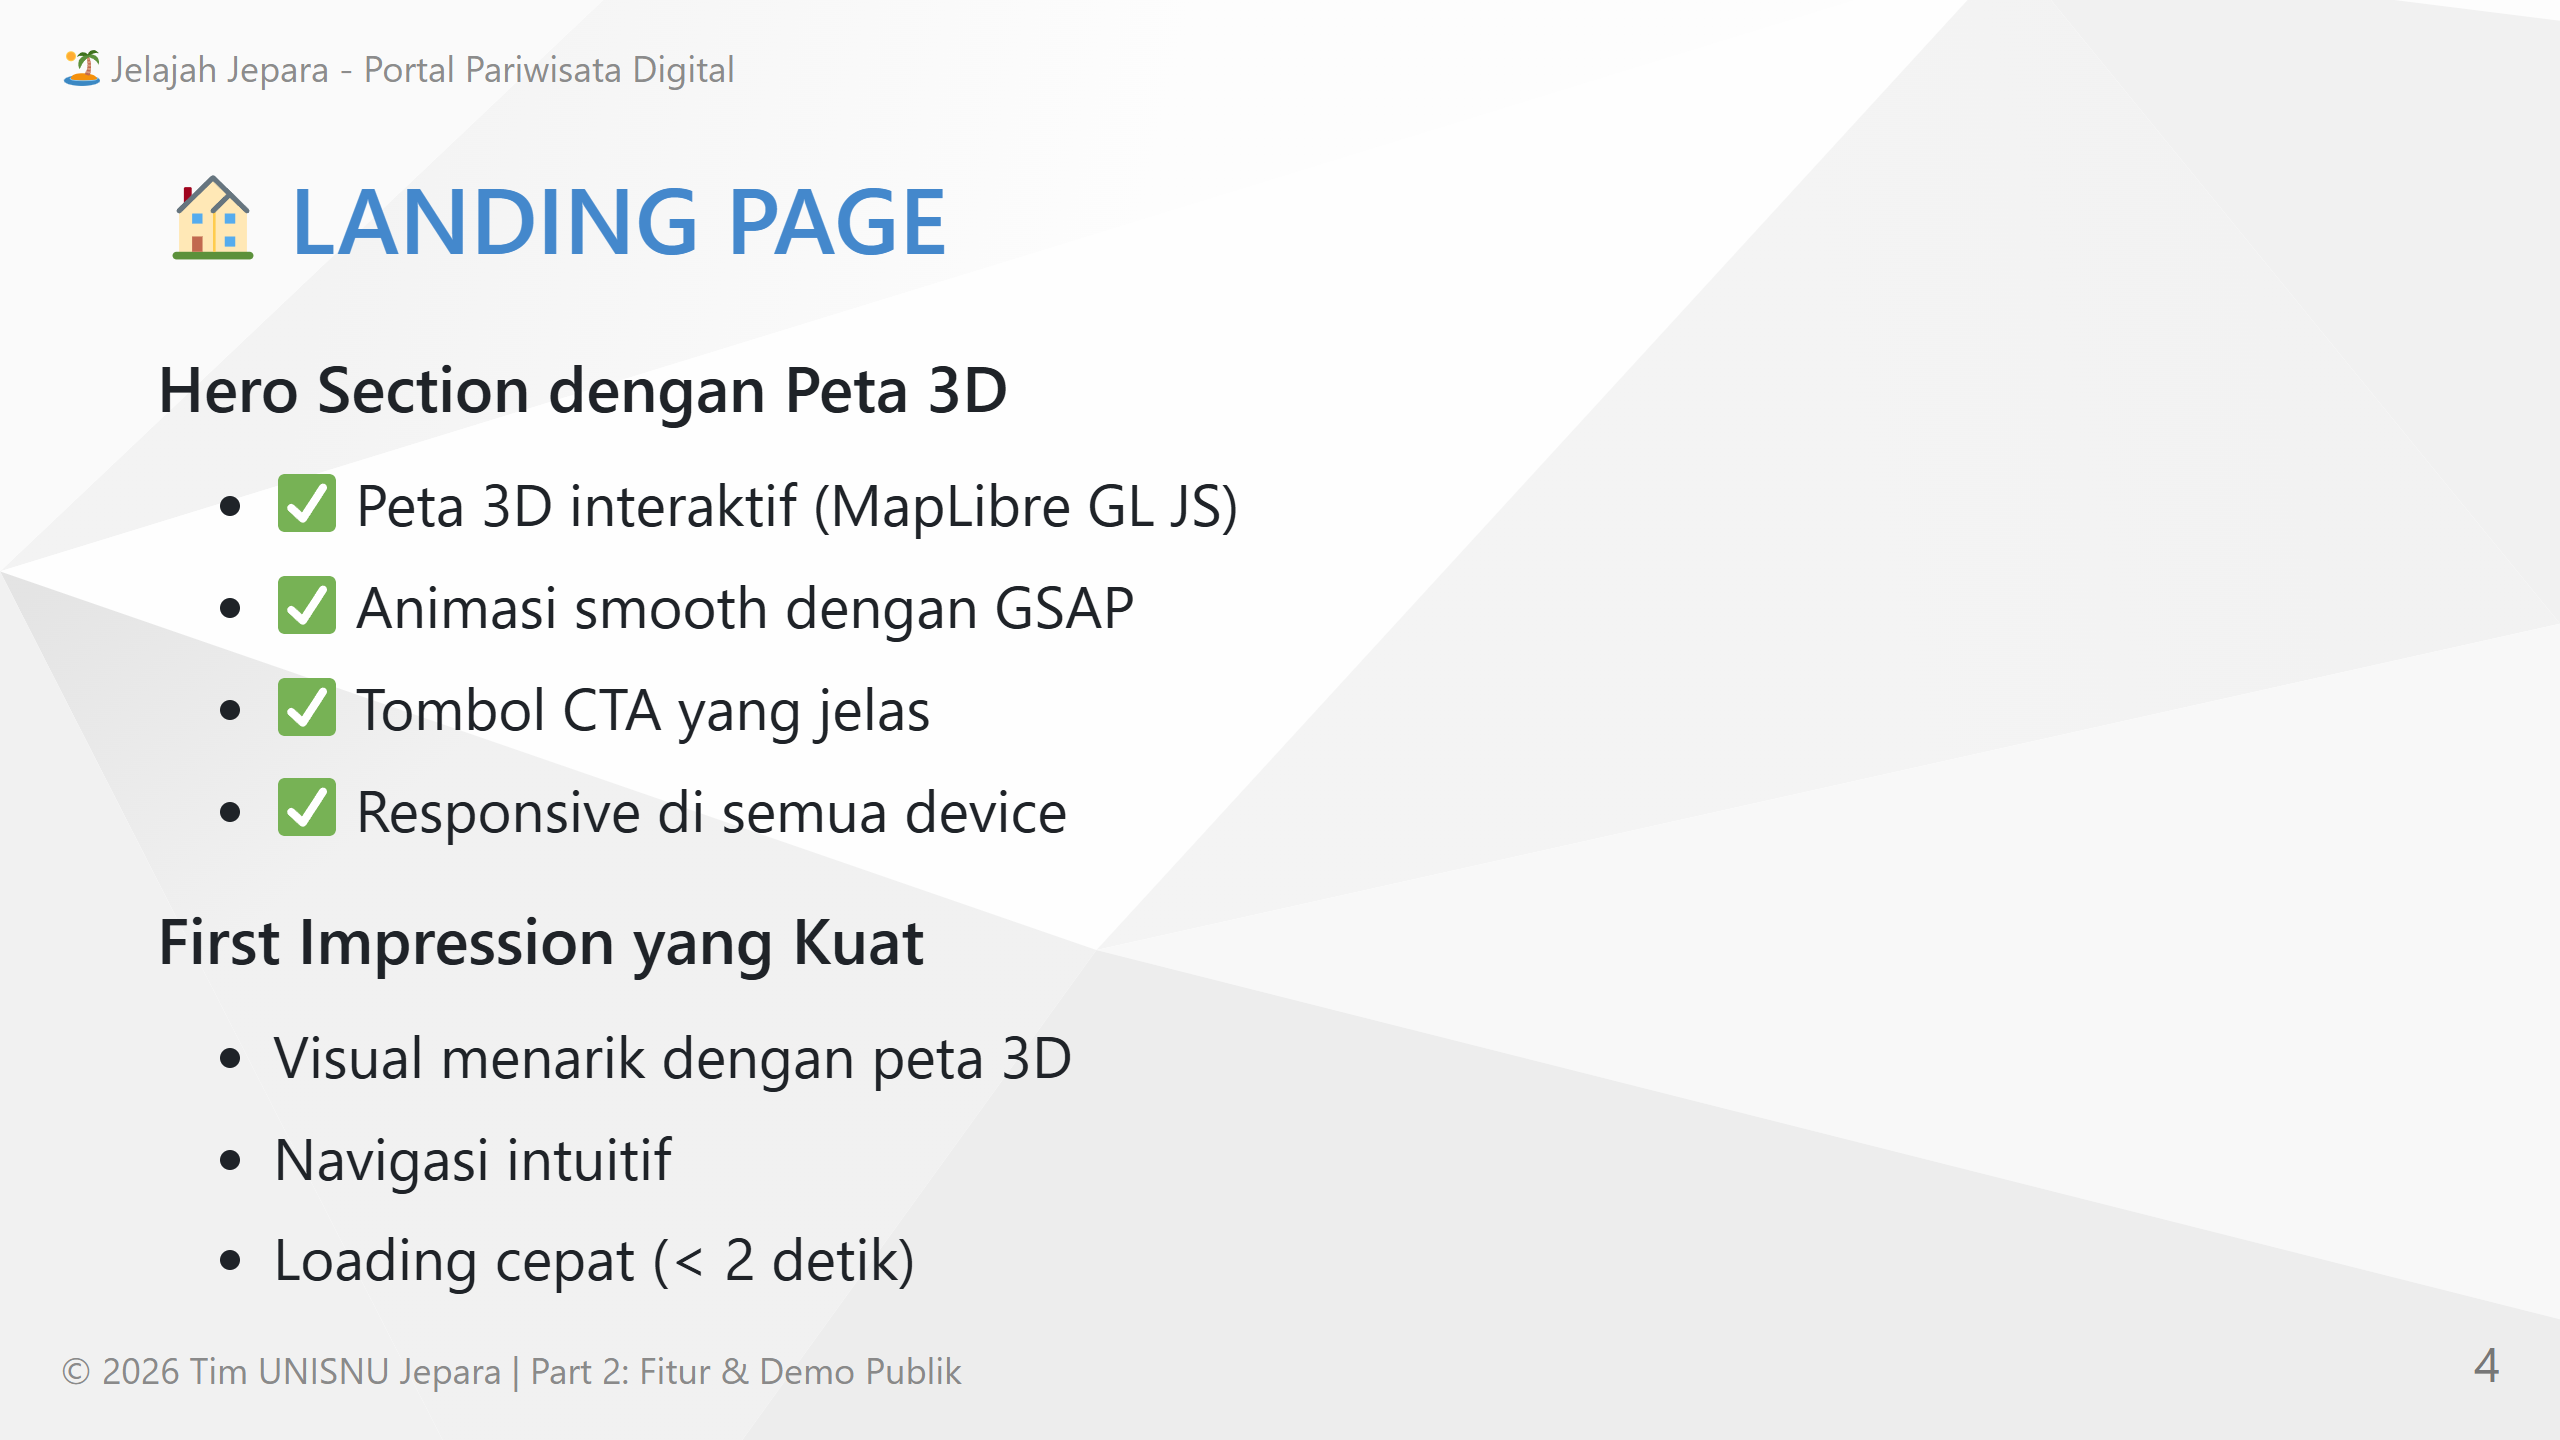 Jelajah Jepara - Portal Pariwisata Digital
LANDING PAGE
Hero Section dengan Peta 3D
• ✅ Peta 3D interaktif (MapLibre GL JS)
• ✅ Animasi smooth dengan GSAP
• ✅ Tombol CTA yang jelas
• ✅ Responsive di semua device
First Impression yang Kuat
• Visual menarik dengan peta 3D
• Navigasi intuitif
• Loading cepat (< 2 detik)
© 2026 Tim UNISNU Jepara | Part 2: Fitur & Demo Publik
4